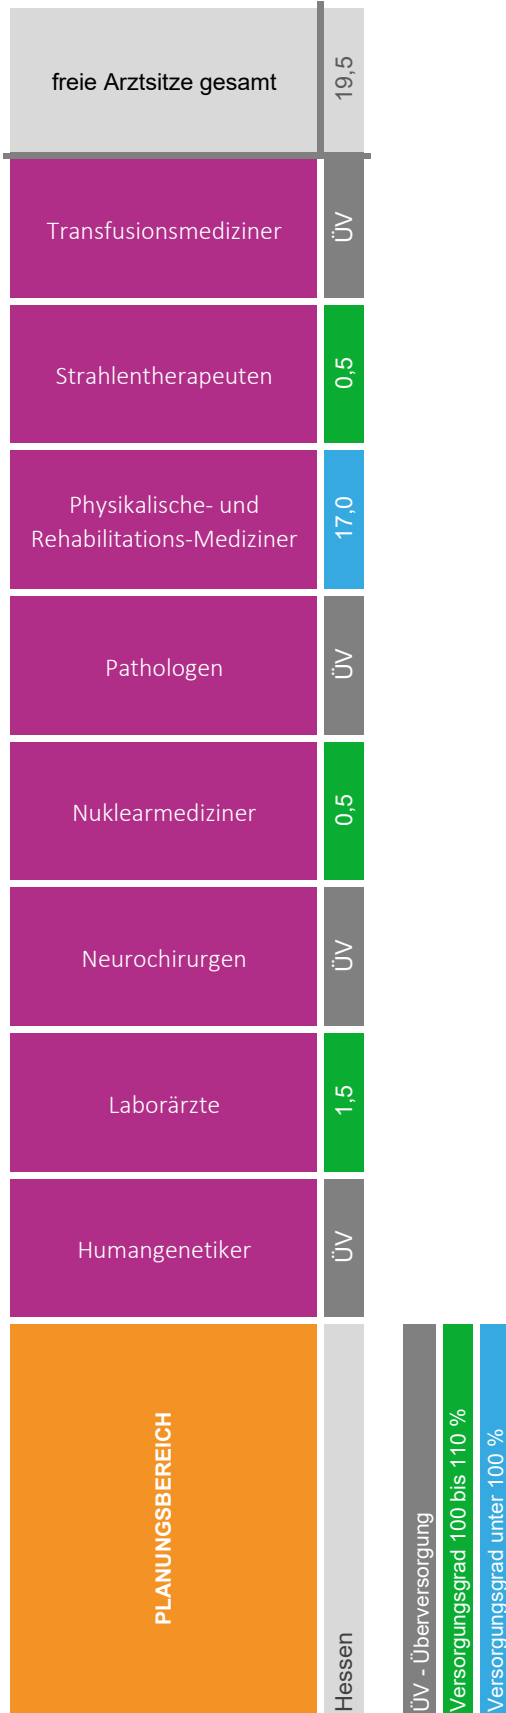 freie Arztsitze gesamt
19,5
Transfusionsmediziner
ÜV
Strahlentherapeuten
0,5
Physikalische- und
Rehabilitations-Mediziner
17,0
Pathologen
ÜV
Nuklearmediziner
0,5
Neurochirurgen
ÜV
Laborärzte
1,5
Humangenetiker
ÜV
PLANUNGSBEREICH
Hessen
ÜV - Überversorgung
Versorgungsgrad 100 bis 110 %
Versorgungsgrad unter 100 %